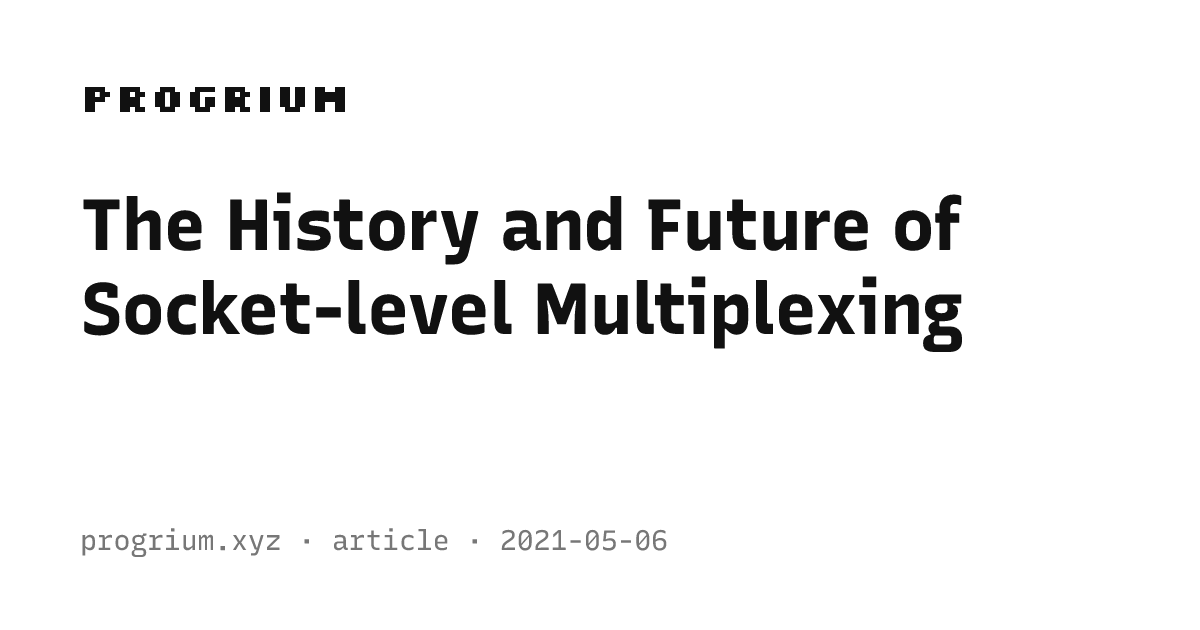 PROGRIUM
The History and Future of
Socket-level Multiplexing
progrium.xyz · article · 2021-05-06